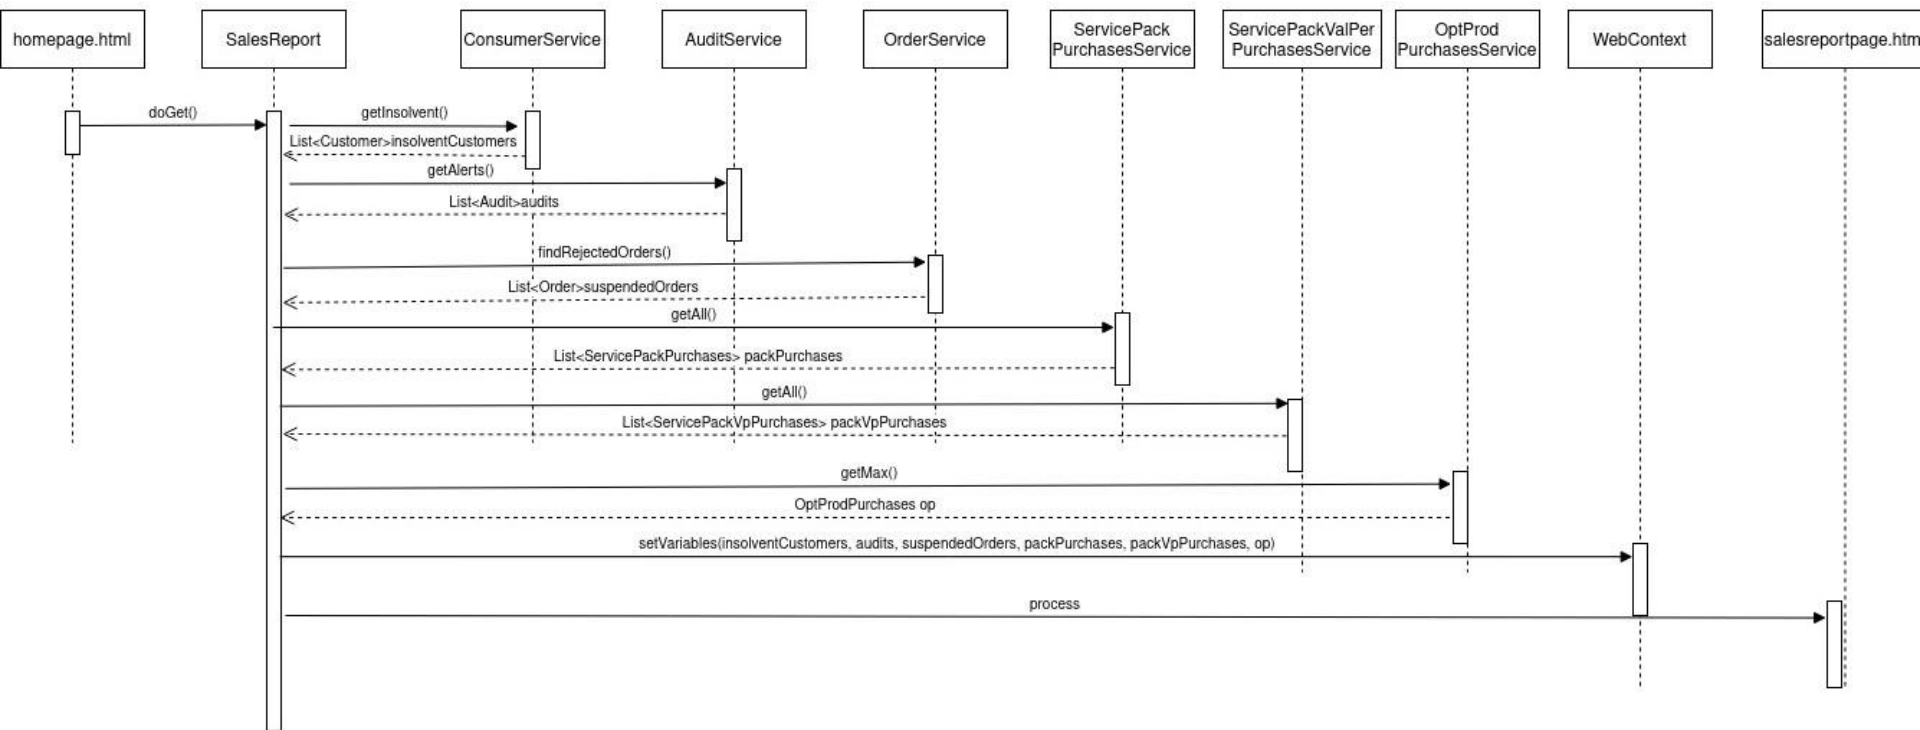 homepage.html
SalesReport
ConsumerService
AuditService
OrderService
ServicePack
PurchasesService
ServicePackValPer
PurchasesService
OptProd
PurchasesService
WebContext
salesreportpage.htm
doGet()
getInsolvent()
List<Customer>insolventCustomers
getAlerts()
List<Audit>audits
findRejectedOrders()
List<Order>suspendedOrders
getAll()
List<ServicePackPurchases> packPurchases
getAll()
List<ServicePackVpPurchases> packVpPurchases
getMax()
OptProdPurchases op
setVariables(insolventCustomers, audits, suspendedOrders, packPurchases, packVpPurchases, op)
process